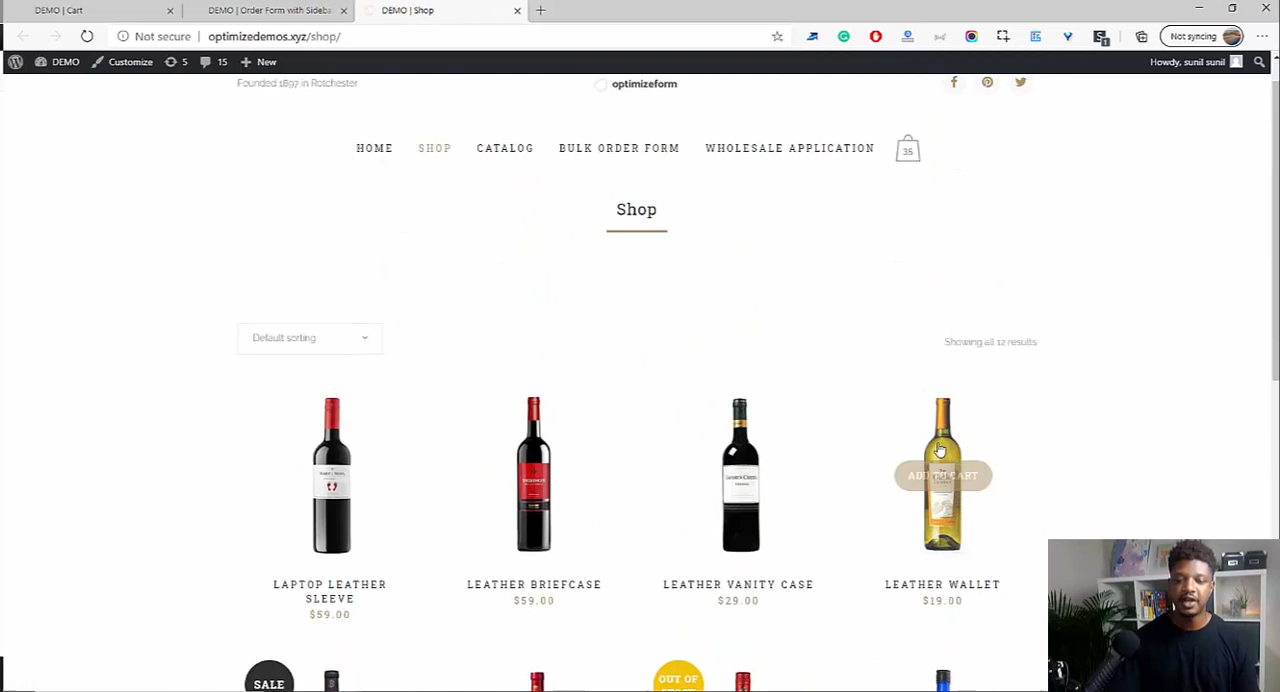 DEMO | Cart
DEMO | Order Form with Sideba
DEMO | Shop
Not secure
optimizedemos.xyz/shop/
Not syncing
DEMO
Customize
5
15
New
Howdy, sunil sunil
Founded 1897 in Rotchester
optimizeform
HOME
SHOP
CATALOG
BULK ORDER FORM
WHOLESALE APPLICATION
35
Shop
Default sorting
Showing all 12 results
ADD TO CART
LAPTOP LEATHER
SLEEVE
$59.00
LEATHER BRIEFCASE
$59.00
LEATHER VANITY CASE
$29.00
LEATHER WALLET
$19.00
SALE
OUT OF